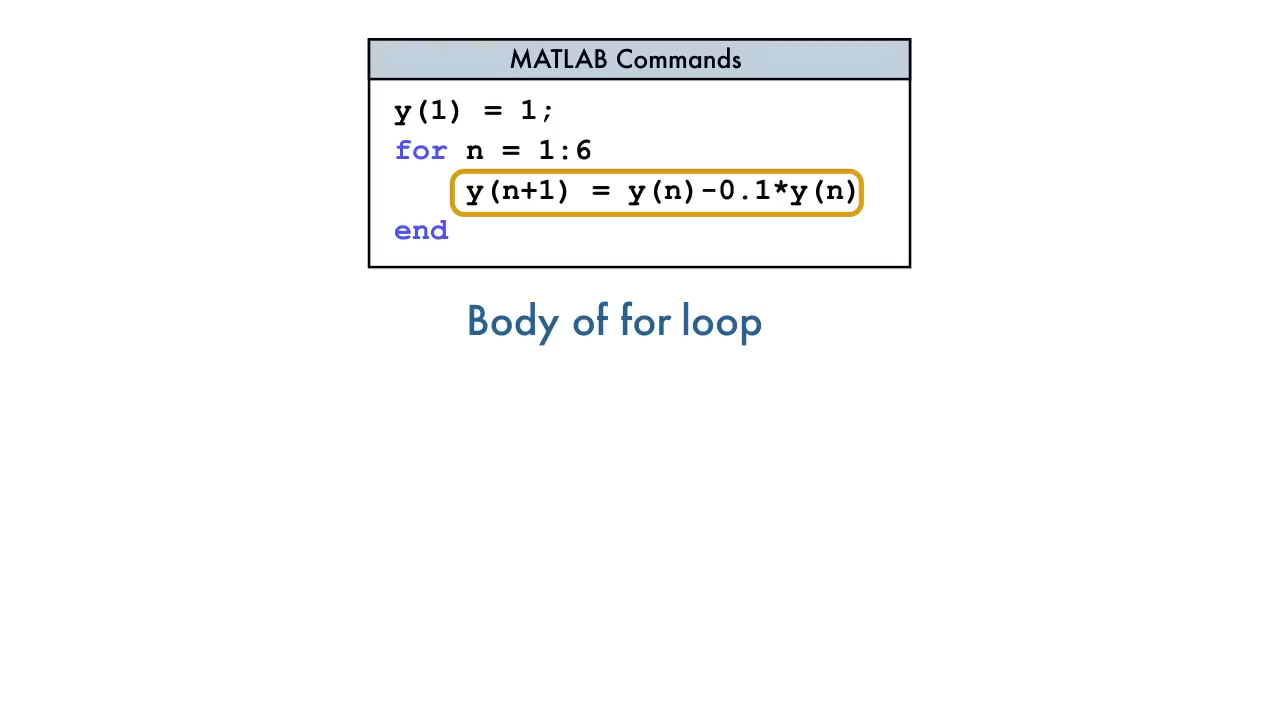 MATLAB Commands
y(1) = 1;
for n = 1:6
y(n+1) = y(n)-0.1*y(n)
end
Body of for loop